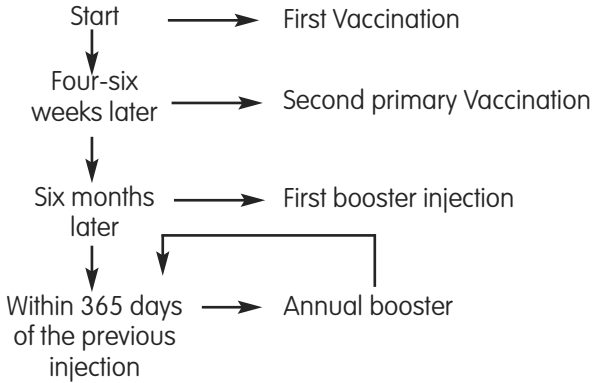 Start
First Vaccination
Four-six
weeks later
Second primary Vaccination
Six months
later
First booster injection
Within 365 days
of the previous
injection
Annual booster